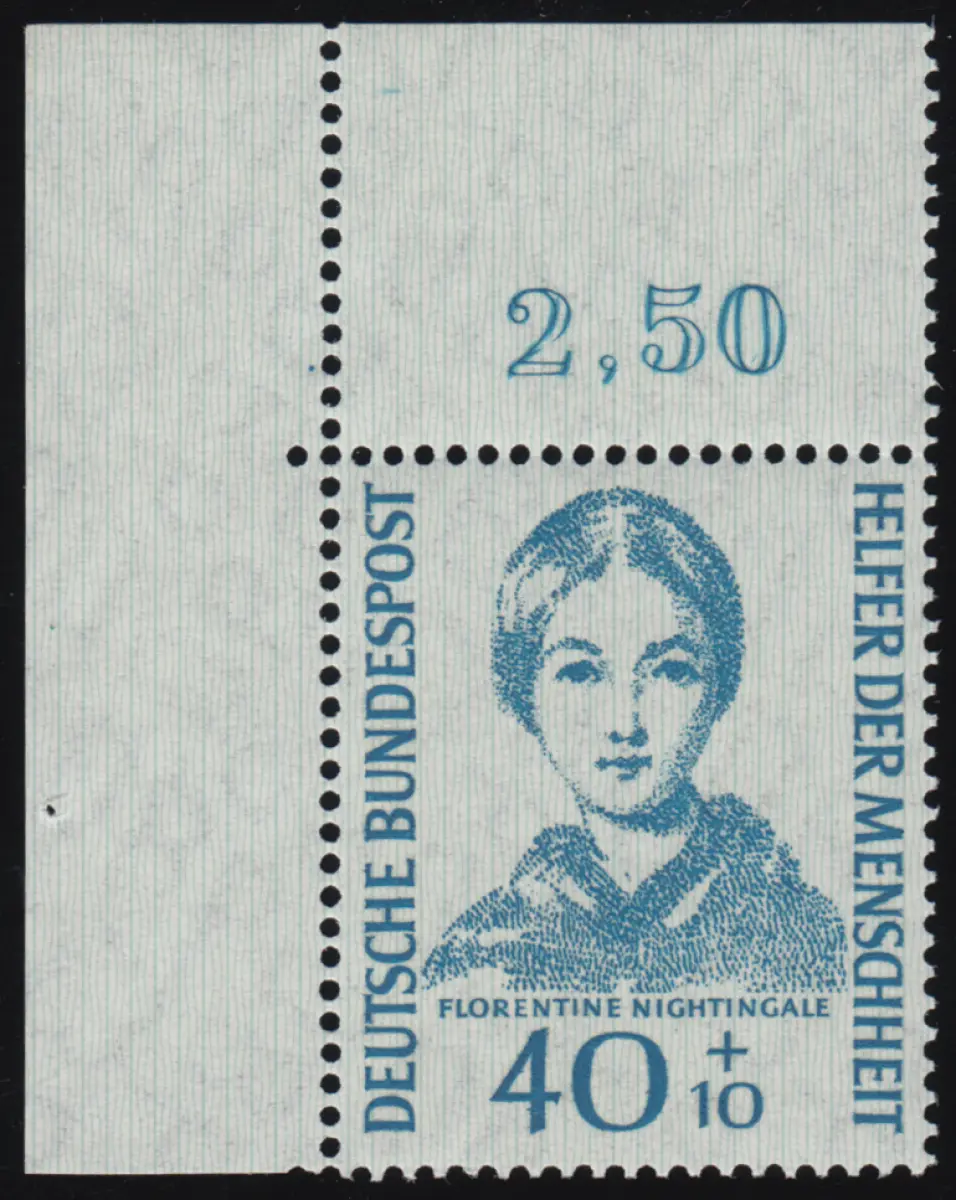 2,50
DEUTSCHE BUNDESPOST
HELFER DER MENSCHHEIT
FLORENTINE NIGHTINGALE
40 + 10